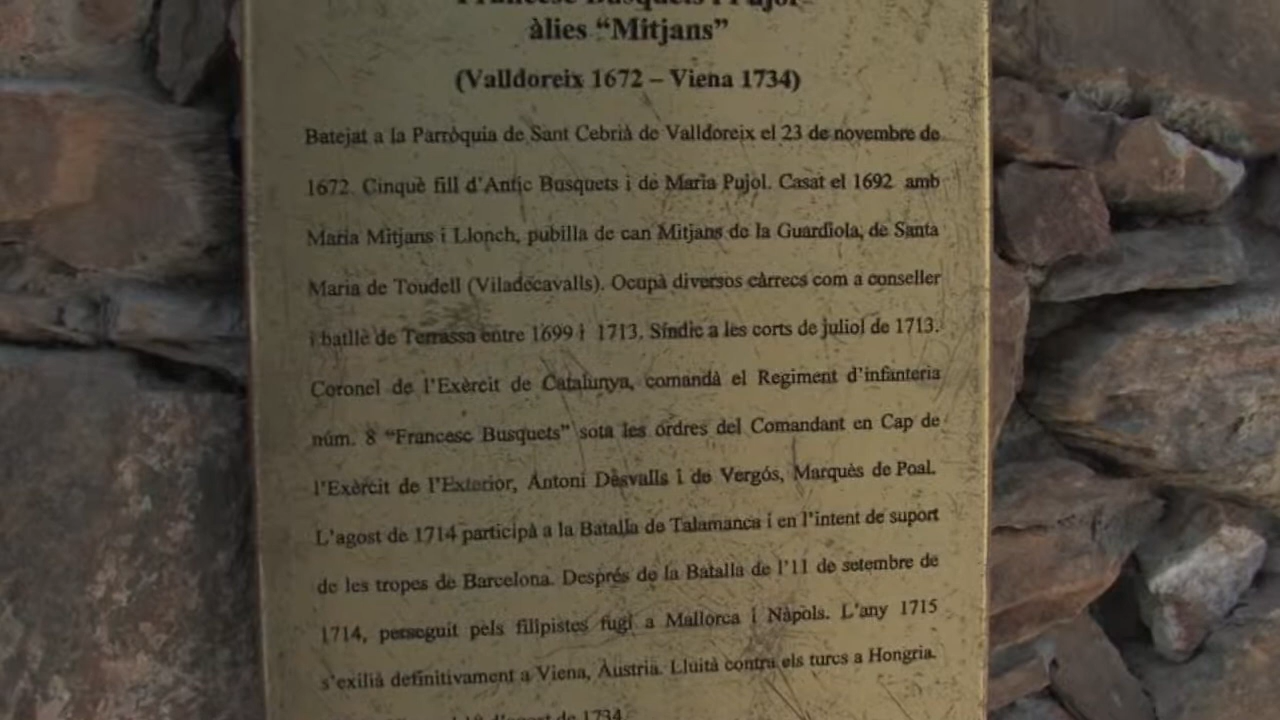 Francesc Busquets i Pujol
àlies “Mitjans”
(Valldoreix 1672 – Viena 1734)
Batejat a la Parròquia de Sant Cebrià de Valldoreix el 23 de novembre de
1672. Cinquè fill d’Antic Busquets i de Maria Pujol. Casat el 1692 amb
Maria Mitjans i Llonch, pubilla de can Mitjans de la Guardiola, de Santa
Maria de Toudell (Viladecavalls). Ocupà diversos càrrecs com a conseller
i batlle de Terrassa entre 1699 i 1713. Síndic a les corts de juliol de 1713.
Coronel de l’Exèrcit de Catalunya, comandà el Regiment d’infanteria
núm. 8 “Francesc Busquets” sota les ordres del Comandant en Cap de
l’Exèrcit de l’Exterior, Antoni Desvalls i de Vergós, Marquès de Poal.
L’agost de 1714 participà a la Batalla de Talamanca i en l’intent de suport
de les tropes de Barcelona. Després de la Batalla de l’11 de setembre de
1714, perseguit pels filipistes fugí a Mallorca i Nàpols. L’any 1715
s’exilià definitivament a Viena, Àustria. Lluità contra els turcs a Hongria.
d’agost de 1734.